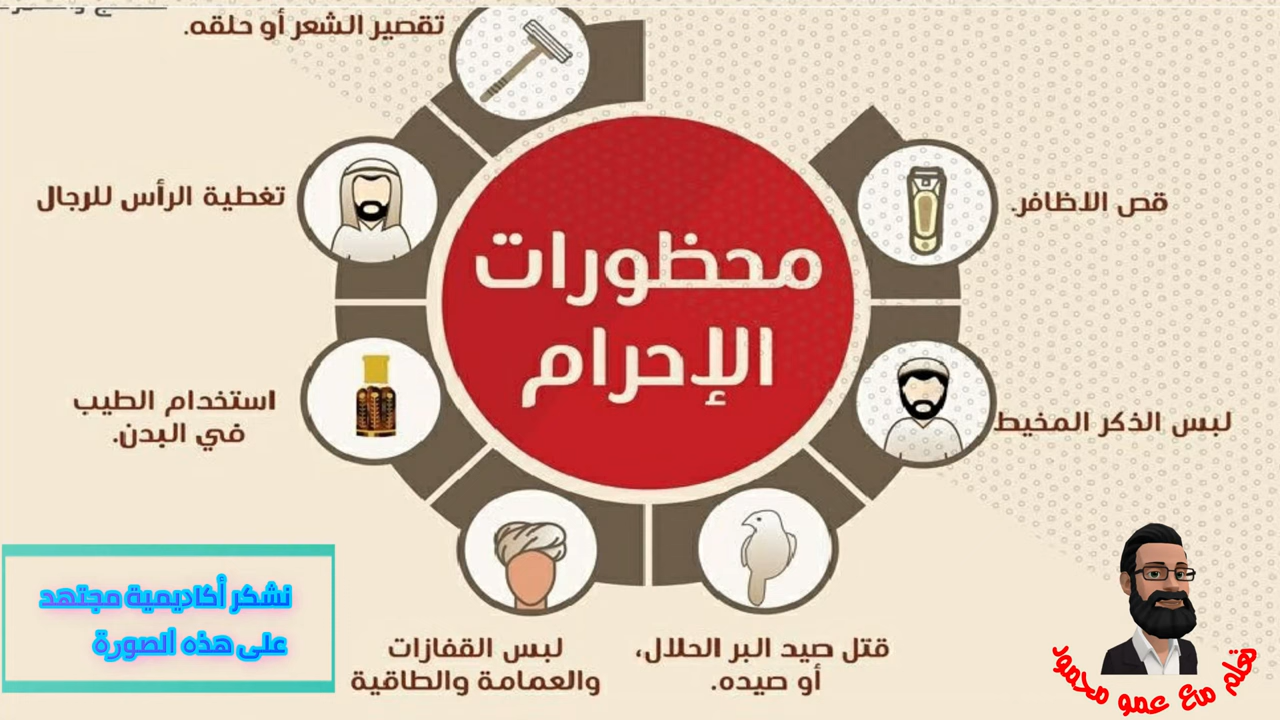 تقصير الشعر أو حلقه.
تغطية الرأس للرجال
قص الاظافر.
محظورات
الإحرام
استخدام الطيب
في البدن.
لبس الذكر المخيط
لبس القفازات
والعمامة والطاقية
قتل صيد البر الحلال،
أو صيده.
نشكر أكاديمية مجتهد
على هذه الصورة
تعلم مع عمو محمود